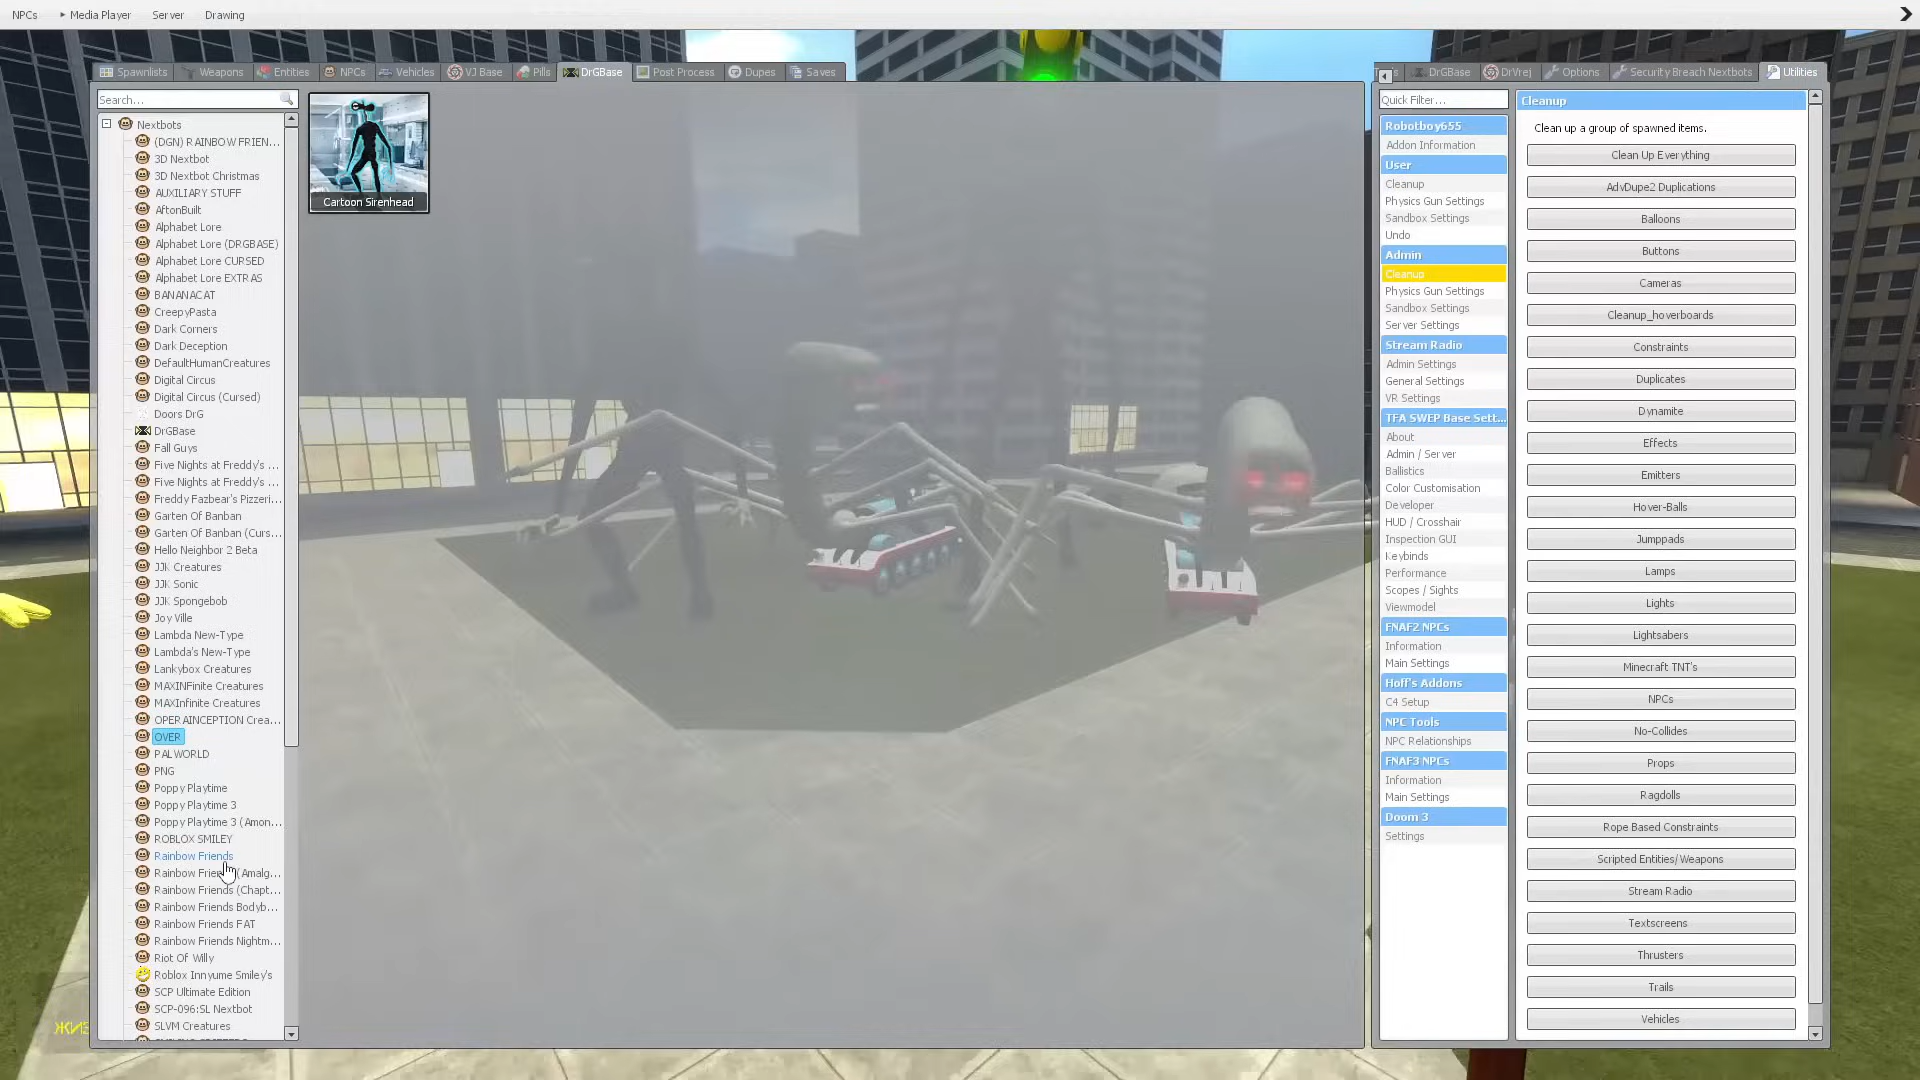 NPCs
Media Player
Server
Drawing
Spawnlists
Weapons
Entities
NPCs
Vehicles
VJ Base
Pills
DrGBase
Post Process
Dupes
Saves
DrGBase
DrVrej
Options
Security Breach Nextbots
Utilities
Search...
Nextbots
(DGN) RAINBOW FRIEN...
3D Nextbot
3D Nextbot Christmas
AUXILIARY STUFF
AftonBuilt
Alphabet Lore
Alphabet Lore (DRGBASE)
Alphabet Lore CURSED
Alphabet Lore EXTRAS
BANANACAT
CreepyPasta
Dark Corners
Dark Deception
DefaultHumanCreatures
Digital Circus
Digital Circus (Cursed)
Doors DrG
DrGBase
Fall Guys
Five Nights at Freddy's ...
Five Nights at Freddy's ...
Freddy Fazbear's Pizzeri...
Garten Of Banban
Garten Of Banban (Curs...
Hello Neighbor 2 Beta
JJK Creatures
JJK Sonic
JJK Spongebob
Joy Ville
Lambda New-Type
Lambda's New-Type
Lankybox Creatures
MAXINFinite Creatures
MAXInfinite Creatures
OPERAINCEPTION Crea...
OVER
PALWORLD
PNG
Poppy Playtime
Poppy Playtime 3
Poppy Playtime 3 (Amon...
ROBLOX SMILEY
Rainbow Friends
Rainbow Friends (Amalg...
Rainbow Friends (Chapt...
Rainbow Friends Bodyb...
Rainbow Friends FAT
Rainbow Friends Nightm...
Riot Of Willy
Roblox Innyume Smiley's
SCP Ultimate Edition
SCP-096:SL Nextbot
SLVM Creatures
Cartoon Sirenhead
Quick Filter...
Robotboy655
Addon Information
User
Cleanup
Physics Gun Settings
Sandbox Settings
Undo
Admin
Cleanup
Physics Gun Settings
Sandbox Settings
Server Settings
Stream Radio
Admin Settings
General Settings
VR Settings
TFA SWEP Base Sett...
About
Admin / Server
Ballistics
Color Customisation
Developer
HUD / Crosshair
Inspection GUI
Keybinds
Performance
Scopes / Sights
Viewmodel
FNAF2 NPCs
Information
Main Settings
Hoff's Addons
C4 Setup
NPC Tools
NPC Relationships
FNAF3 NPCs
Information
Main Settings
Doom 3
Settings
Cleanup
Clean up a group of spawned items.
Clean Up Everything
AdvDupe2 Duplications
Balloons
Buttons
Cameras
Cleanup_hoverboards
Constraints
Duplicates
Dynamite
Effects
Emitters
Hover-Balls
Jumppads
Lamps
Lights
Lightsabers
Minecraft TNT's
NPCs
No-Collides
Props
Ragdolls
Rope Based Constraints
Scripted Entities/Weapons
Stream Radio
Textscreens
Thrusters
Trails
Vehicles